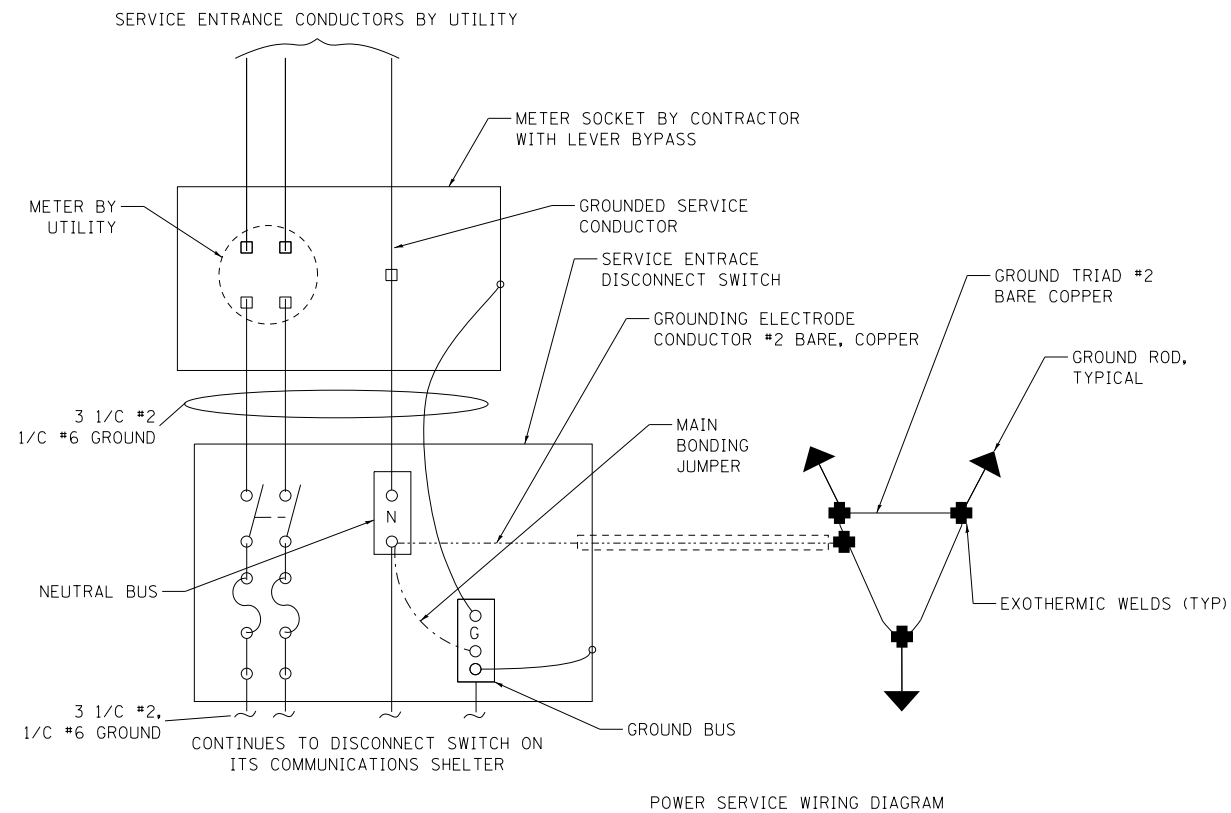 SERVICE ENTRANCE CONDUCTORS BY UTILITY
METER SOCKET BY CONTRACTOR
WITH LEVER BYPASS
METER BY
UTILITY
GROUNDED SERVICE
CONDUCTOR
SERVICE ENTRACE
DISCONNECT SWITCH
GROUND TRIAD #2
BARE COPPER
GROUNDING ELECTRODE
CONDUCTOR #2 BARE, COPPER
GROUND ROD,
TYPICAL
3 1/C #2
1/C #6 GROUND
MAIN
BONDING
JUMPER
N
NEUTRAL BUS
EXOTHERMIC WELDS (TYP)
G
3 1/C #2,
1/C #6 GROUND
GROUND BUS
CONTINUES TO DISCONNECT SWITCH ON
ITS COMMUNICATIONS SHELTER
POWER SERVICE WIRING DIAGRAM